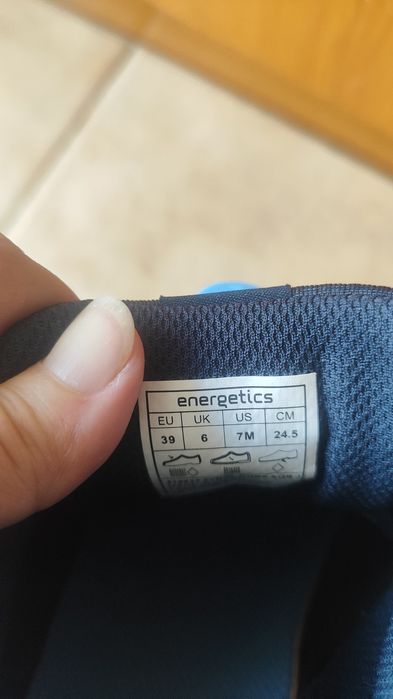 energetics
EU UK US CM
39 6 7M 24.5